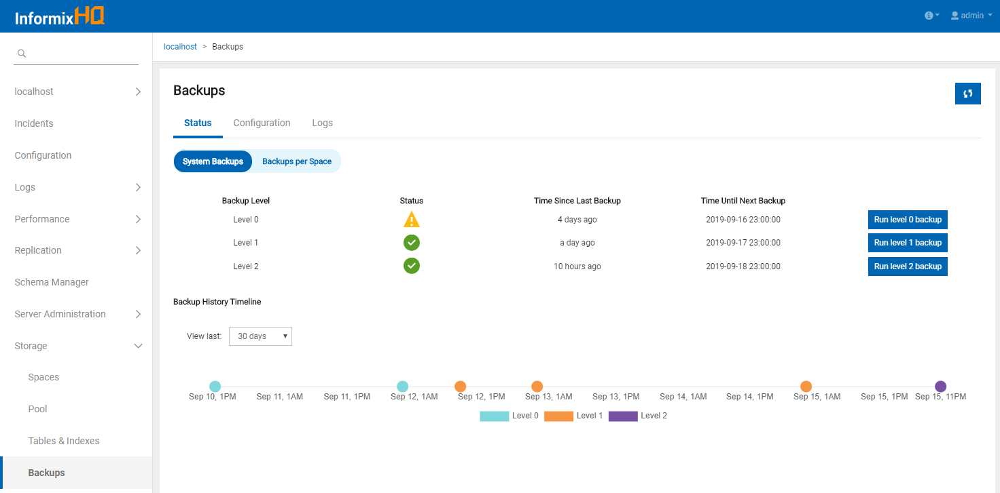 InformixHQ
admin
localhost > Backups
localhost
Incidents
Configuration
Logs
Performance
Replication
Schema Manager
Server Administration
Storage
Spaces
Pool
Tables & Indexes
Backups
Backups
Status Configuration Logs
System Backups Backups per Space
Backup Level Status Time Since Last Backup Time Until Next Backup
Level 0 4 days ago 2019-09-16 23:00:00 Run level 0 backup
Level 1 a day ago 2019-09-17 23:00:00 Run level 1 backup
Level 2 10 hours ago 2019-09-18 23:00:00 Run level 2 backup
Backup History Timeline
View last: 30 days
Sep 10, 1PM Sep 11, 1AM Sep 11, 1PM Sep 12, 1AM Sep 12, 1PM Sep 13, 1AM Sep 13, 1PM Sep 14, 1AM Sep 14, 1PM Sep 15, 1AM Sep 15, 1PM Sep 15, 11PM
Level 0 Level 1 Level 2